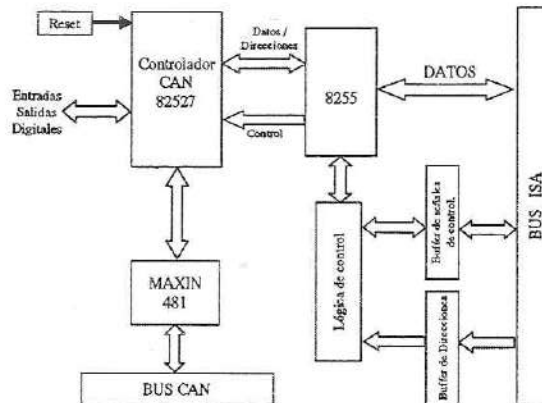 Reset
Controlador
CAN
82527
Datos /
Direcciones
Control
8255
DATOS
BUS ISA
Entradas
Salidas
Digitales
Lógica de control
Buffer de señales
de control.
Buffer de Direcciones
MAXIN
481
BUS CAN